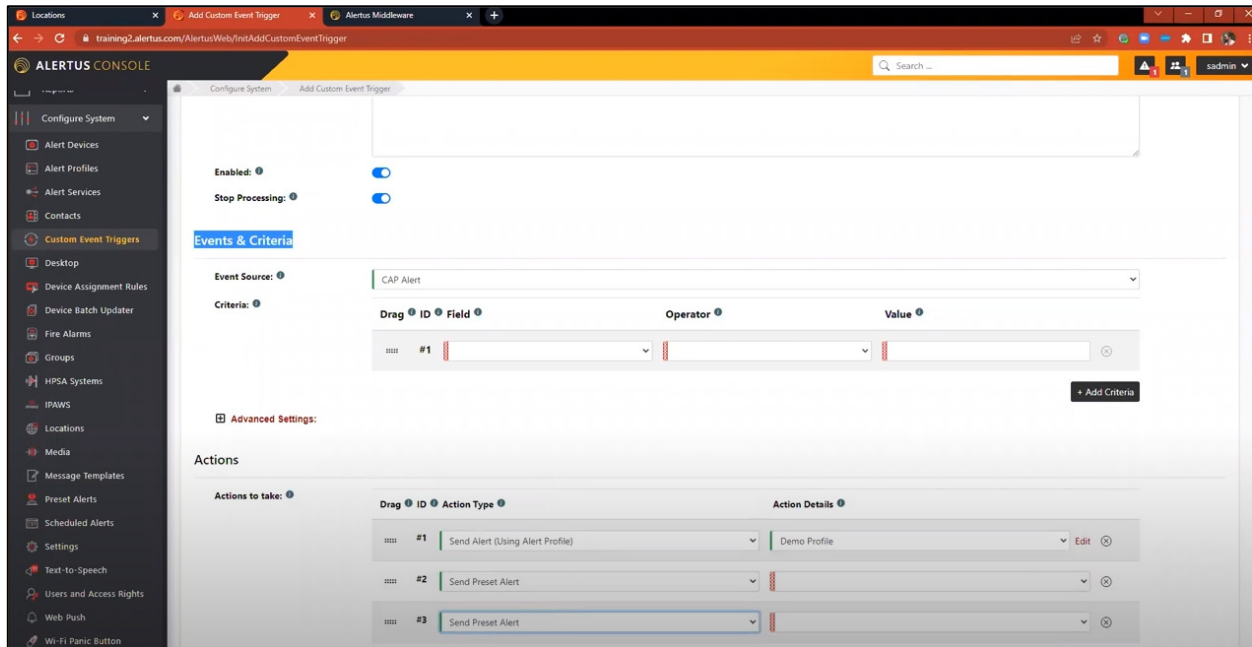 Locations
Add Custom Event Trigger
Alertus Middleware
training2.alertus.com/AlertusWeb/InitAddCustomEventTrigger
ALERTUS CONSOLE
Search ...
1
1
sadmin
Reports
Configure System
Add Custom Event Trigger
Configure System
Alert Devices
Alert Profiles
Alert Services
Contacts
Custom Event Triggers
Desktop
Device Assignment Rules
Device Batch Updater
Fire Alarms
Groups
HPSA Systems
IPAWS
Locations
Media
Message Templates
Preset Alerts
Scheduled Alerts
Settings
Text-to-Speech
Users and Access Rights
Web Push
Wi-Fi Panic Button
Enabled:
Stop Processing:
Events & Criteria
Event Source:
CAP Alert
Criteria:
Drag ID Field Operator Value
#1
+ Add Criteria
Advanced Settings:
Actions
Actions to take:
Drag ID Action Type Action Details
#1 Send Alert (Using Alert Profile) Demo Profile Edit
#2 Send Preset Alert
#3 Send Preset Alert